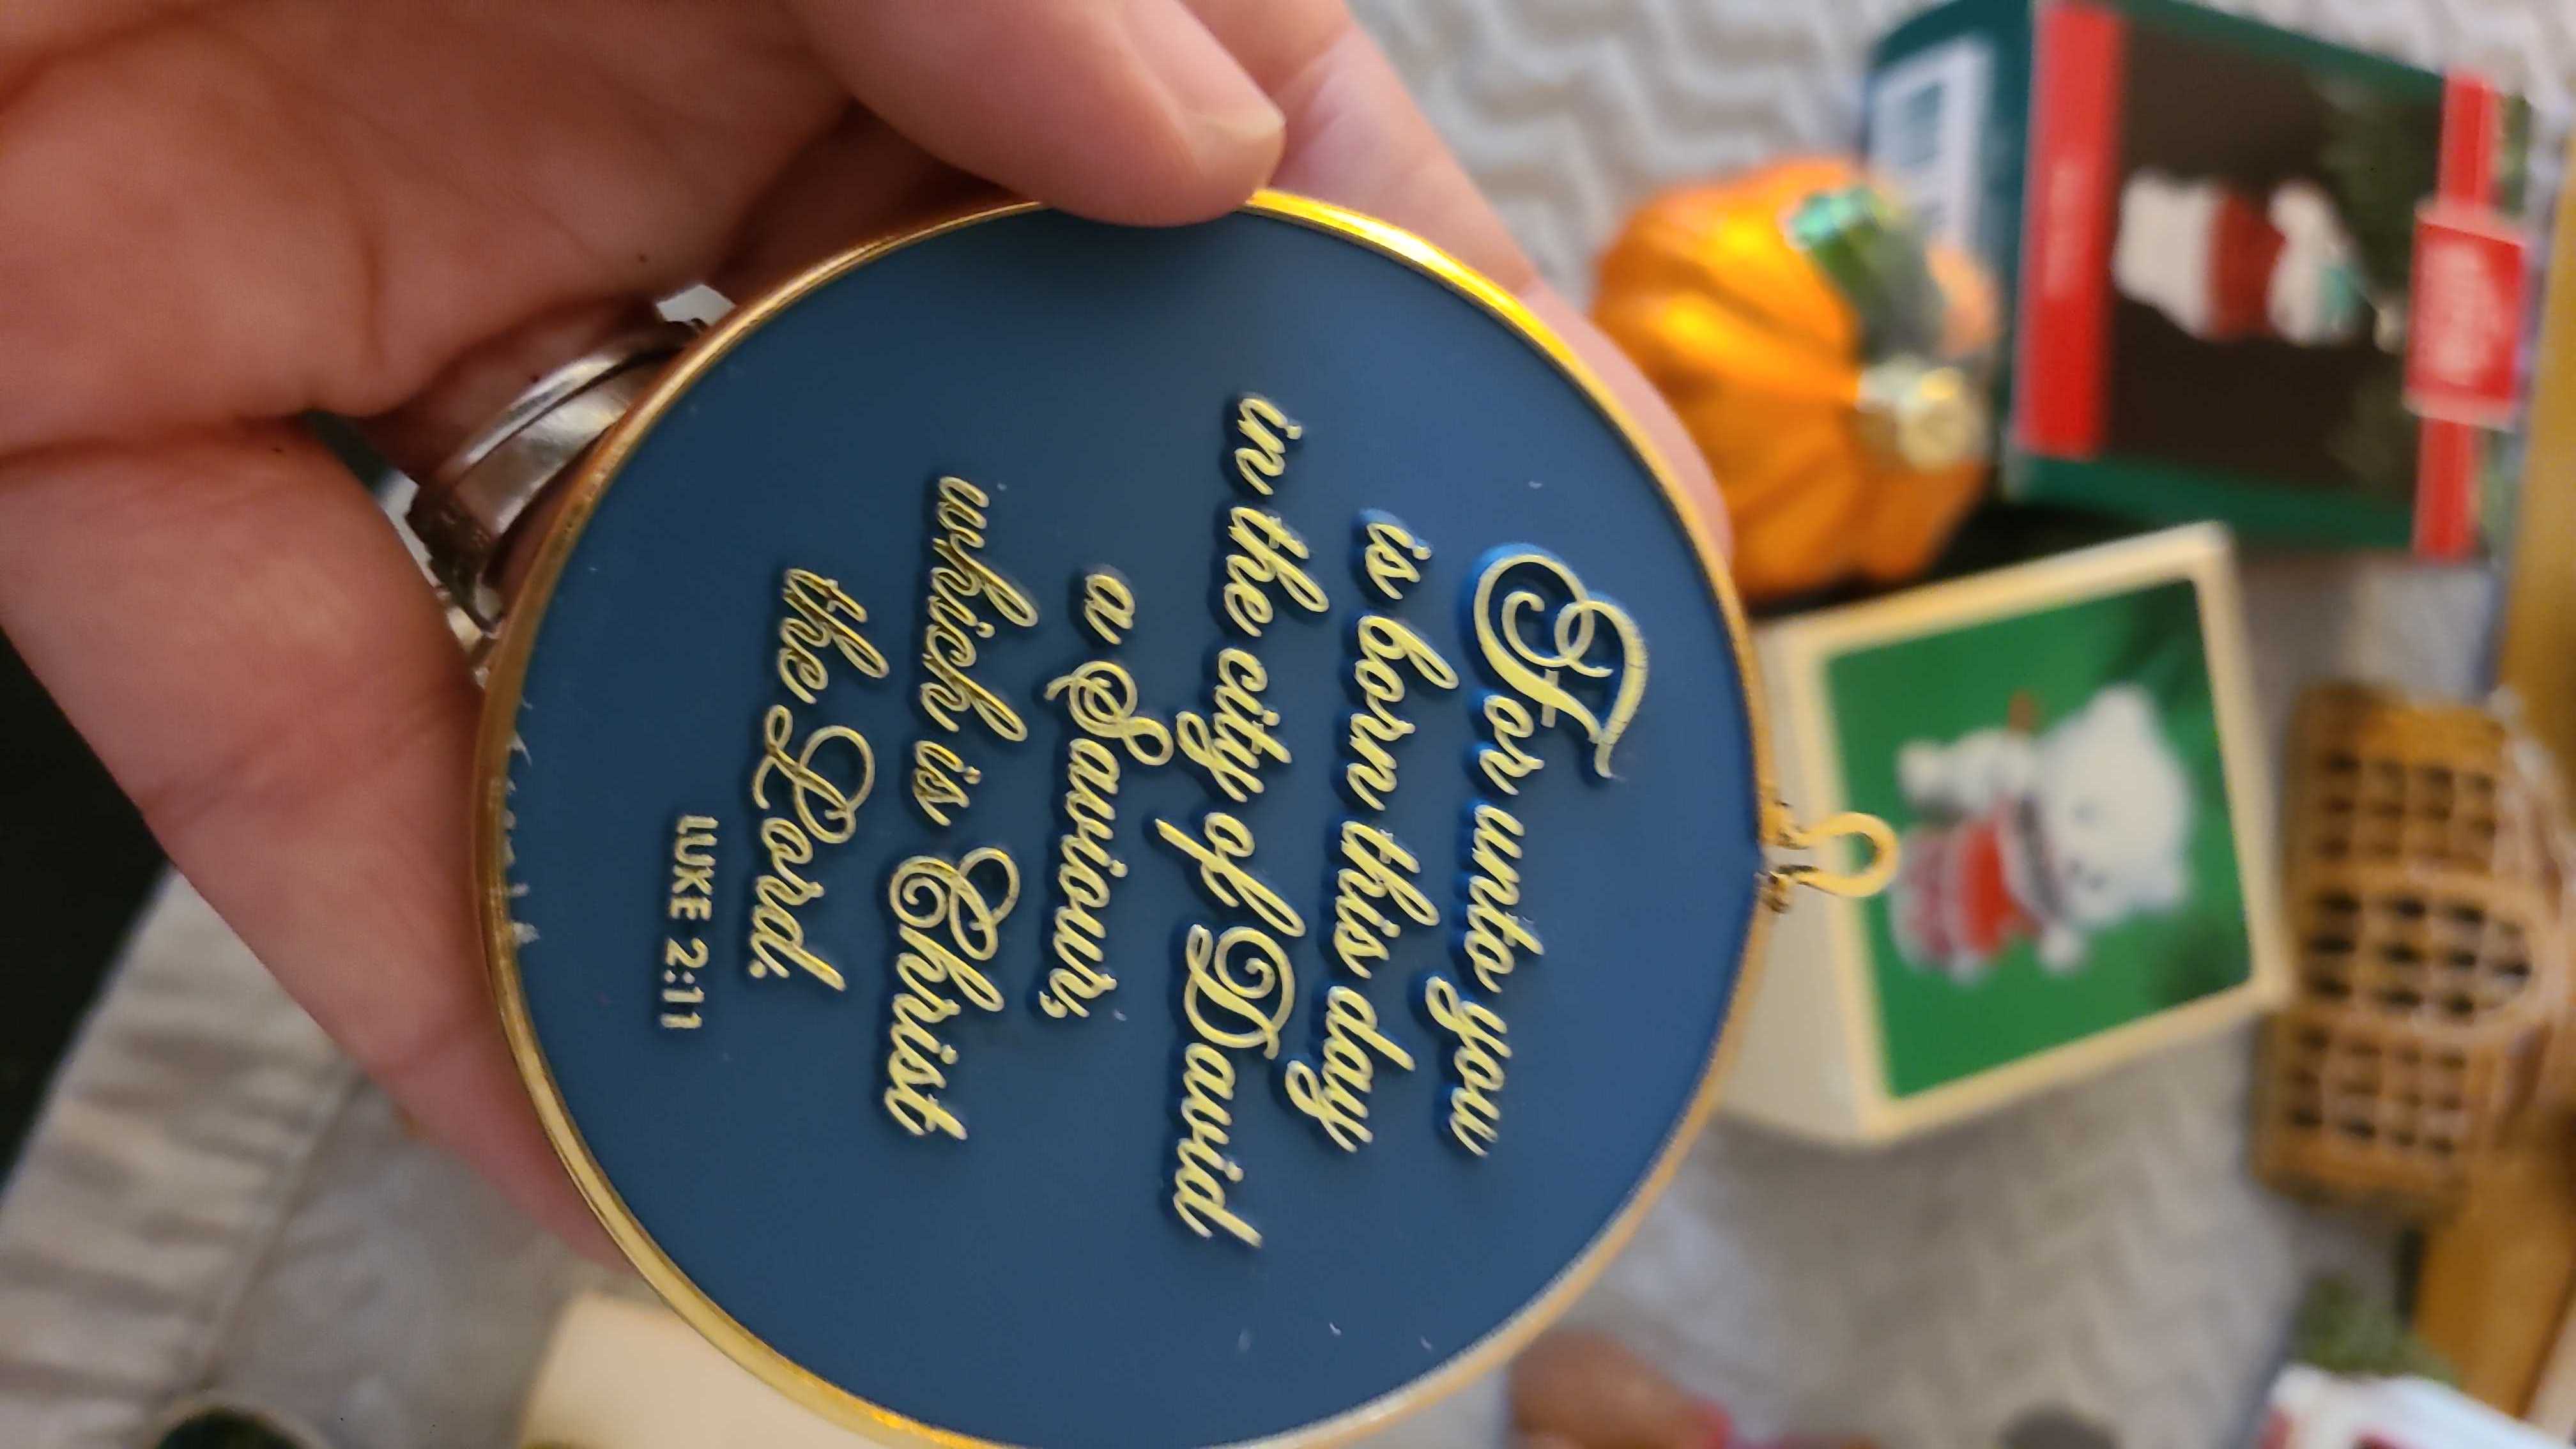 For unto you
is born this day
in the city of David
a Saviour,
which is Christ
the Lord.
LUKE 2:11